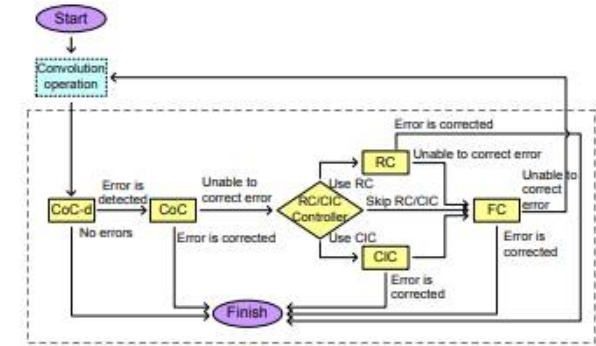 Start
Convolution
operation
Error is corrected
RC
Unable to correct error
Unable to
correct
error
Error is
detected
Unable to
correct error
Use RC
CoC-d
CoC
RC/CIC
Controller
Skip RC/CIC
FC
No errors
Error is corrected
Use CIC
CIC
Error is
corrected
Error is
corrected
Finish